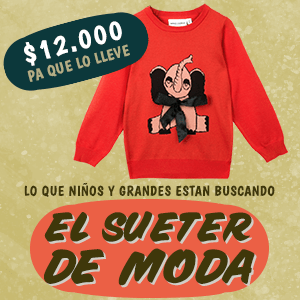 $12.000
PA QUE LO LLEVE
LO QUE NIÑOS Y GRANDES ESTAN BUSCANDO
EL SUETER
DE MODA